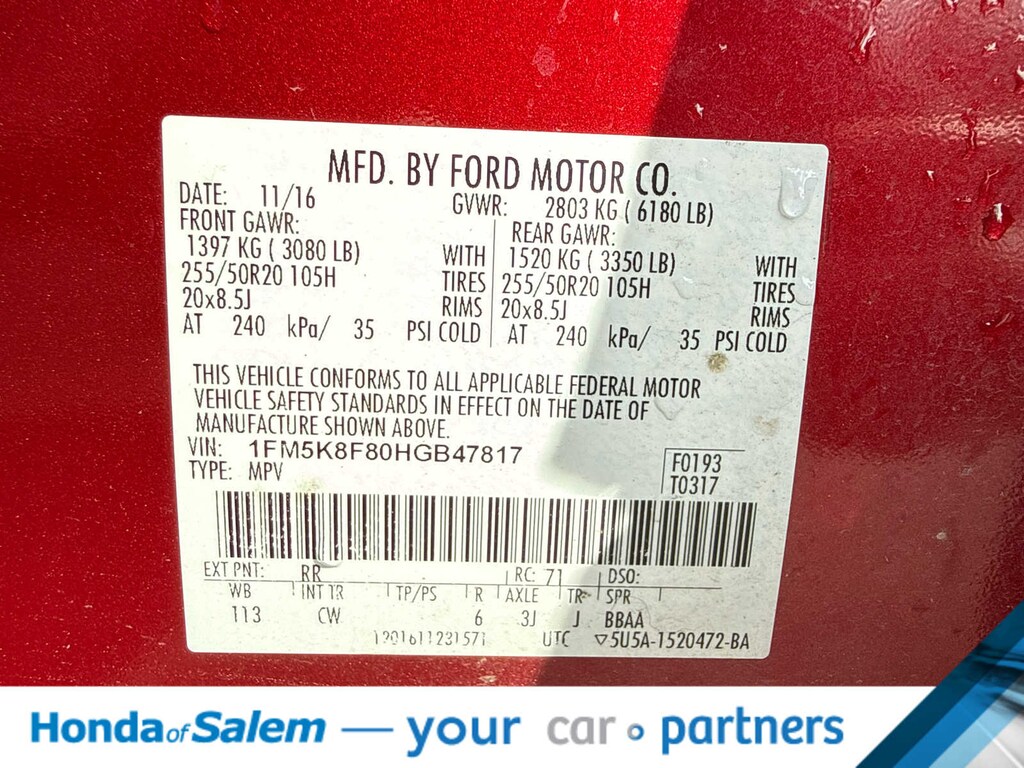 MFD. BY FORD MOTOR CO.
DATE: 11/16 GVWR: 2803 KG ( 6180 LB)
FRONT GAWR: REAR GAWR:
1397 KG ( 3080 LB) WITH 1520 KG ( 3350 LB) WITH
255/50R20 105H TIRES 255/50R20 105H TIRES
20x8.5J RIMS 20x8.5J RIMS
AT 240 kPa/ 35 PSI COLD AT 240 kPa/ 35 PSI COLD
THIS VEHICLE CONFORMS TO ALL APPLICABLE FEDERAL MOTOR
VEHICLE SAFETY STANDARDS IN EFFECT ON THE DATE OF
MANUFACTURE SHOWN ABOVE.
VIN: 1FM5K8F80HGB47817
TYPE: MPV
F0193
T0317
EXT PNT: RR RC: 71 DSO:
WB INT TR TP/PS R AXLE TR SPR
113 CW 6 3J J BBAA
UTC ▽5U5A-1520472-BA
Honda of Salem — your car partners